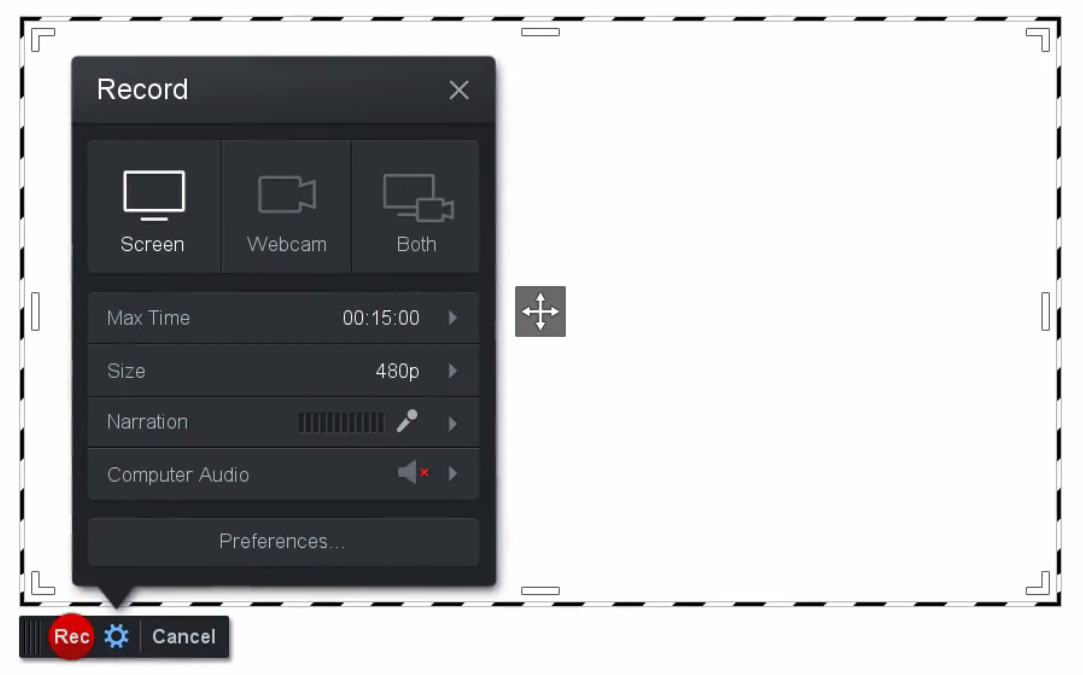 Record
Screen Webcam Both
Max Time 00:15:00
Size 480p
Narration
Computer Audio
Preferences...
Rec Cancel